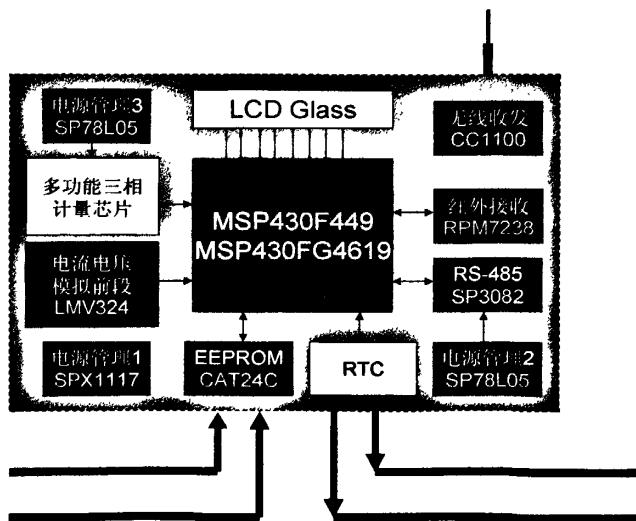 电源管理3
SP78L05
LCD Glass
无线收发
CC1100
多功能三相
计量芯片
MSP430F449
MSP430FG4619
红外接收
RPM7238
电流电压
模拟前段
LMV324
RS-485
SP3082
电源管理1
SPX1117
EEPROM
CAT24C
RTC
电源管理2
SP78L05